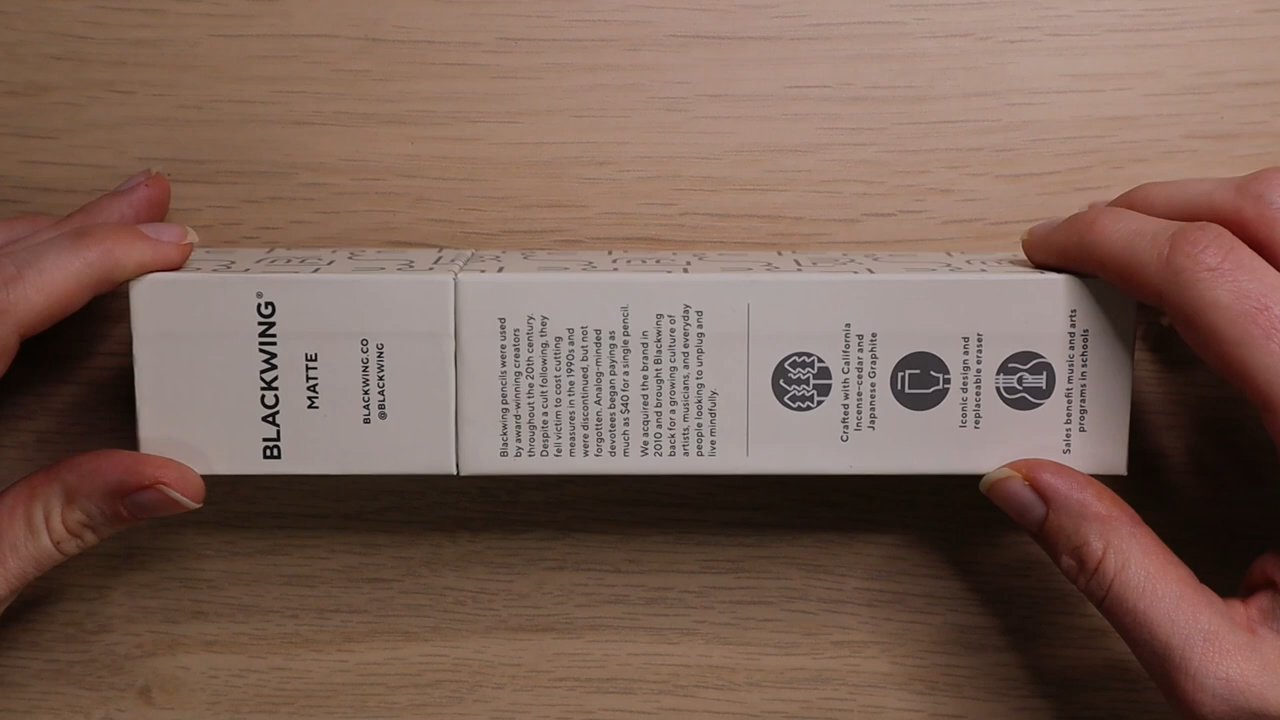 BLACKWING®
MATTE
BLACKWING.CO
@BLACKWING
Blackwing pencils were used
by award-winning creators
throughout the 20th century.
Despite a cult following, they
fell victim to cost cutting
measures in the 1990s and
were discontinued, but not
forgotten. Analog-minded
devotees began paying as
much as $40 for a single pencil.
We acquired the brand in
2010 and brought Blackwing
back for a growing culture of
artists, musicians, and everyday
people looking to unplug and
live mindfully.
Crafted with California
Incense-cedar and
Japanese Graphite
Iconic design and
replaceable eraser
Sales benefit music and arts
programs in schools